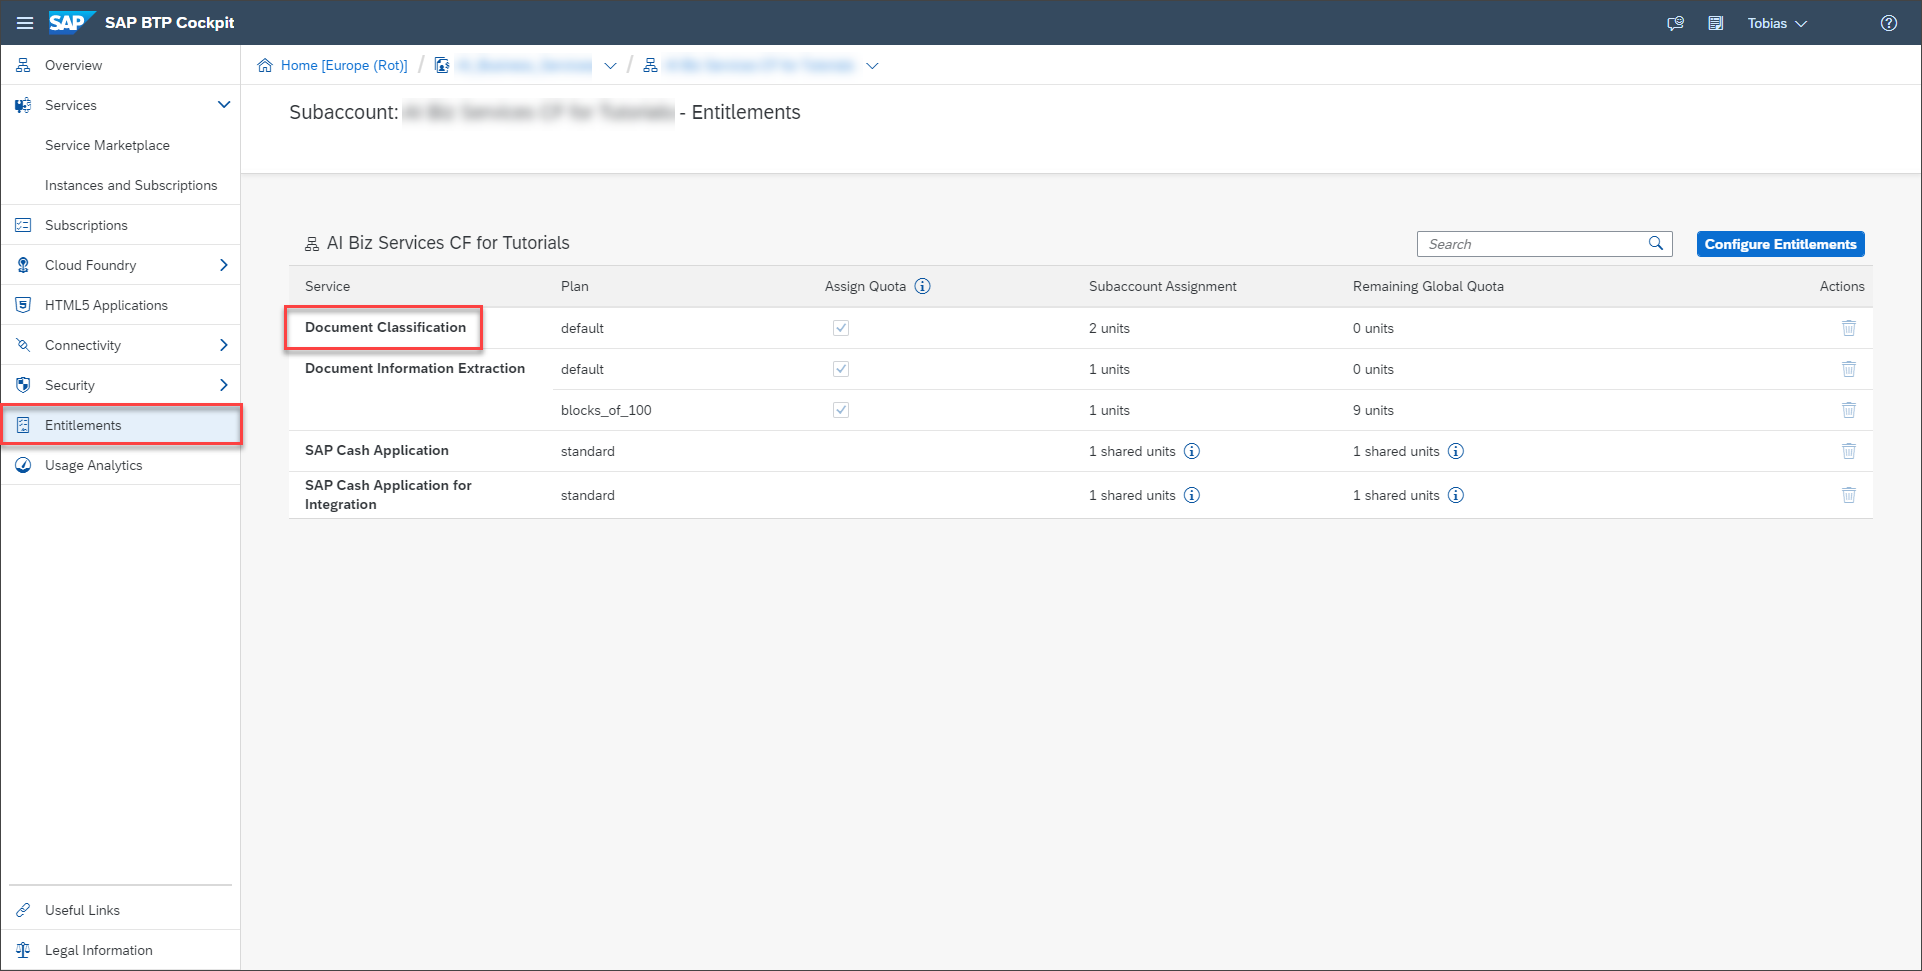 SAP SAP BTP Cockpit
Tobias
Overview
Services
Service Marketplace
Instances and Subscriptions
Subscriptions
Cloud Foundry
HTML5 Applications
Connectivity
Security
Entitlements
Usage Analytics
Useful Links
Legal Information
Home [Europe (Rot)] / /
Subaccount: - Entitlements
AI Biz Services CF for Tutorials
Search
Configure Entitlements
Service Plan Assign Quota Subaccount Assignment Remaining Global Quota Actions
Document Classification default 2 units 0 units
Document Information Extraction default 1 units 0 units
blocks_of_100 1 units 9 units
SAP Cash Application standard 1 shared units 1 shared units
SAP Cash Application for
Integration standard 1 shared units 1 shared units